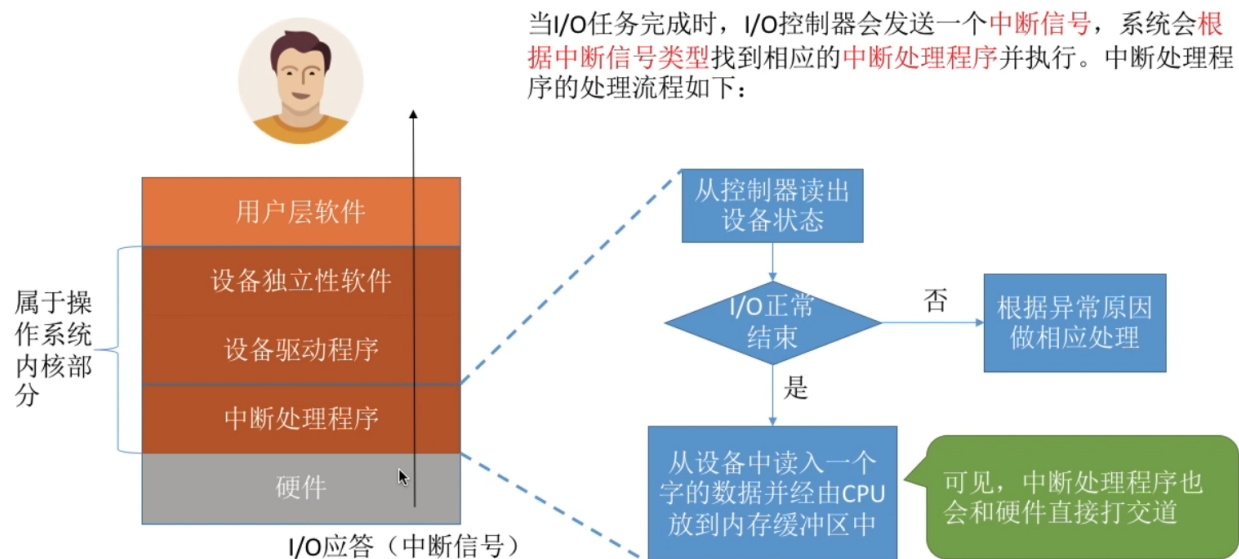 当I/O任务完成时，I/O控制器会发送一个中断信号，系统会根
据中断信号类型找到相应的中断处理程序并执行。中断处理程
序的处理流程如下：
用户层软件
设备独立性软件
设备驱动程序
中断处理程序
硬件
属于操
作系统
内核部
分
I/O应答（中断信号）
从控制器读出
设备状态
I/O正常
结束
否
根据异常原因
做相应处理
是
从设备中读入一个
字的数据并经由CPU
放到内存缓冲区中
可见，中断处理程序也
会和硬件直接打交道